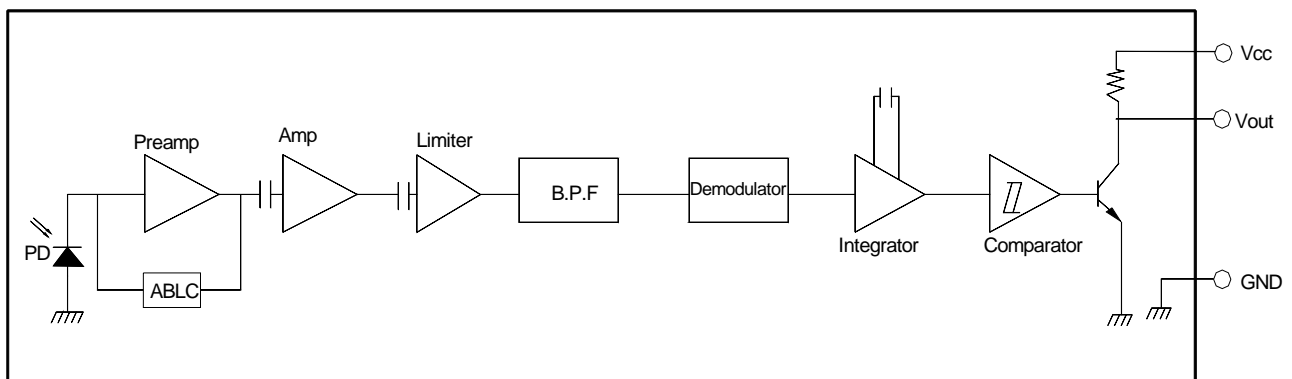 Vcc
Vout
Preamp
Amp
Limiter
B.P.F
Demodulator
Integrator
Comparator
PD
ABLC
GND